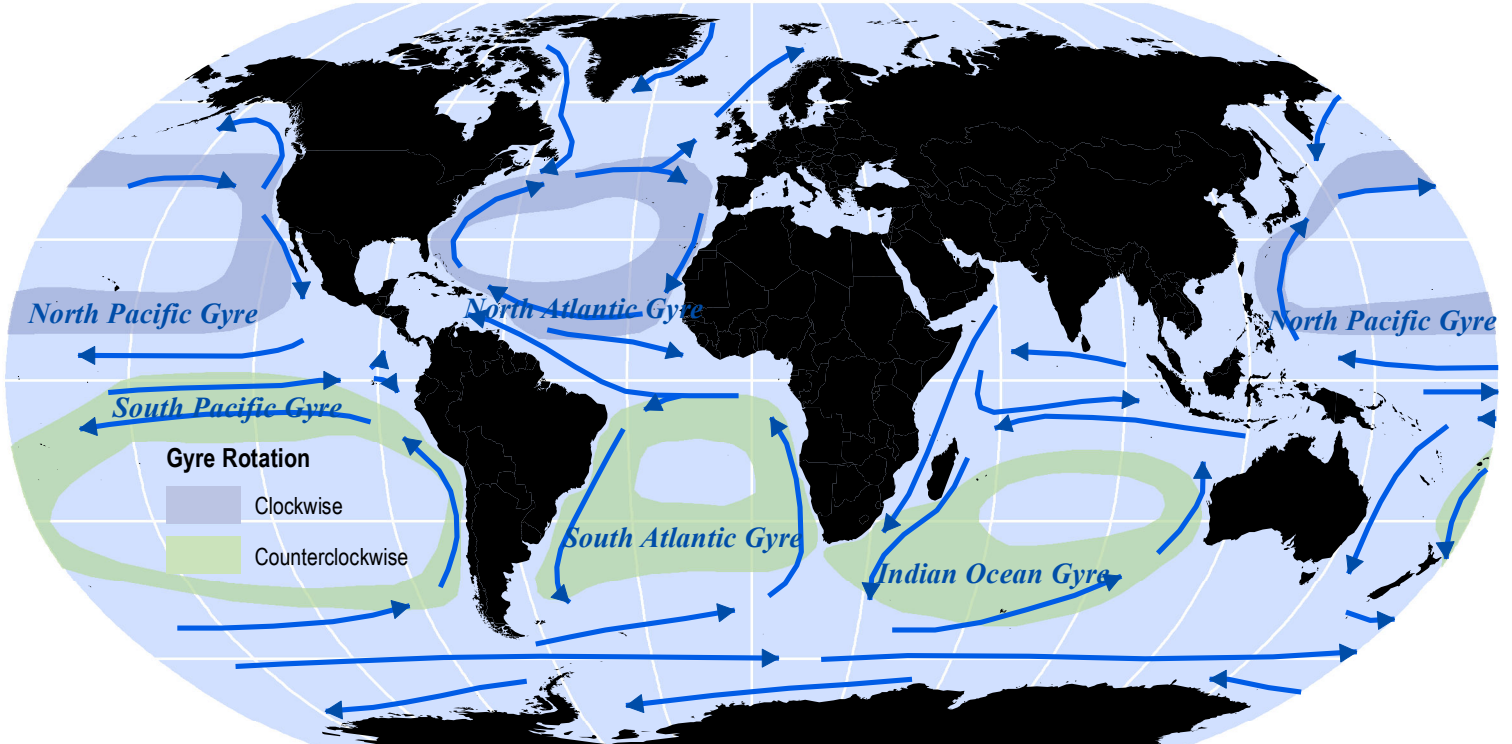 North Pacific Gyre
North Atlantic Gyre
North Pacific Gyre
South Pacific Gyre
Gyre Rotation
Clockwise
Counterclockwise
South Atlantic Gyre
Indian Ocean Gyre